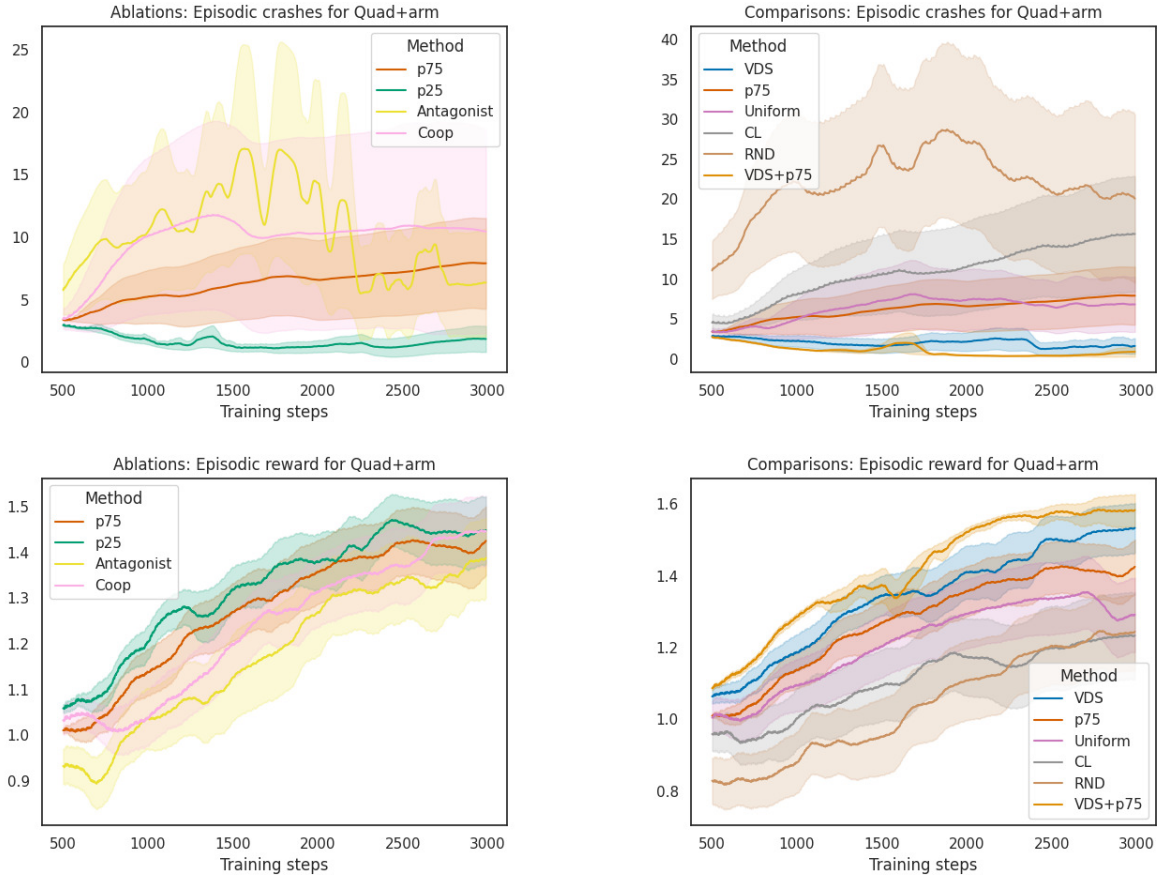 Ablations: Episodic crashes for Quad+arm
25
20
15
10
5
0
Method
p75
p25
Antagonist
Coop
500
1000
1500
2000
2500
3000
Training steps
Comparisons: Episodic crashes for Quad+arm
40
35
30
25
20
15
10
5
0
Method
VDS
p75
Uniform
CL
RND
VDS+p75
500
1000
1500
2000
2500
3000
Training steps
Ablations: Episodic reward for Quad+arm
1.5
1.4
1.3
1.2
1.1
1.0
0.9
Method
p75
p25
Antagonist
Coop
500
1000
1500
2000
2500
3000
Training steps
Comparisons: Episodic reward for Quad+arm
1.6
1.4
1.2
1.0
0.8
Method
VDS
p75
Uniform
CL
RND
VDS+p75
500
1000
1500
2000
2500
3000
Training steps